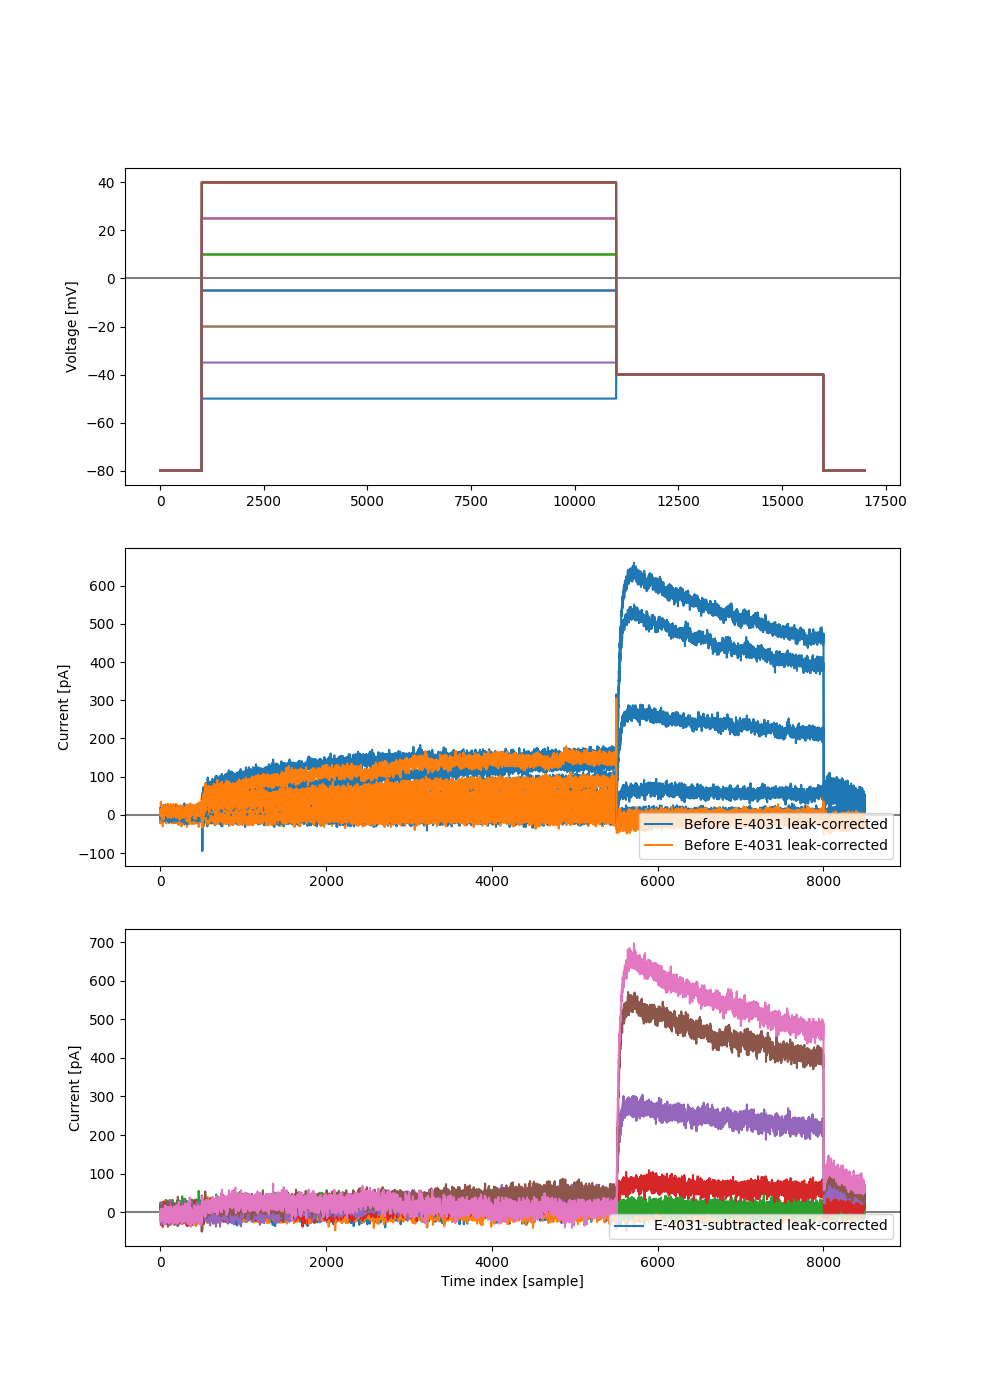 40
20
0
−20
−40
−60
−80
Voltage [mV]
0 2500 5000 7500 10000 12500 15000 17500
600
500
400
300
200
100
0
−100
Current [pA]
Before E-4031 leak-corrected
Before E-4031 leak-corrected
0 2000 4000 6000 8000
700
600
500
400
300
200
100
0
Current [pA]
E-4031-subtracted leak-corrected
0 2000 4000 6000 8000
Time index [sample]